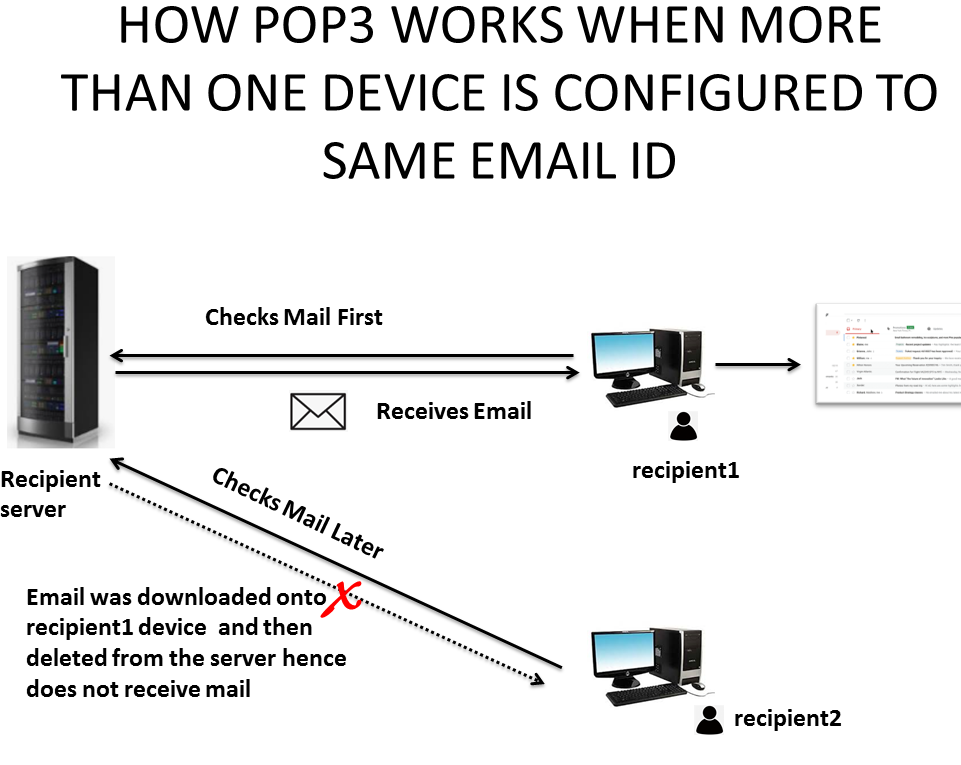 HOW POP3 WORKS WHEN MORE
THAN ONE DEVICE IS CONFIGURED TO
SAME EMAIL ID
Checks Mail First
Receives Email
recipient1
Recipient
server
Checks Mail Later
Email was downloaded onto
recipient1 device and then
deleted from the server hence
does not receive mail
recipient2